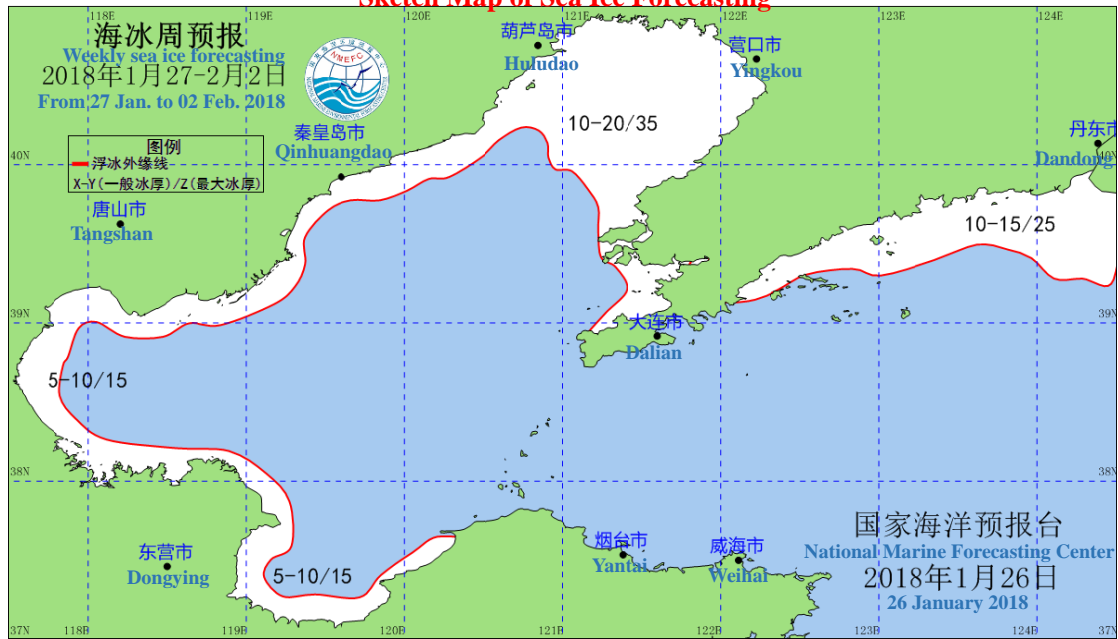 Sketch Map of Sea Ice Forecasting
118E
119E
120E
121E
122E
123E
124E
海冰周预报
Weekly sea ice forecasting
2018年1月27-2月2日
From 27 Jan. to 02 Feb. 2018
NMEFC
葫芦岛市
Huludao
营口市
Yingkou
秦皇岛市
Qinhuangdao
丹东市
Dandong
10-20/35
图例
浮冰外缘线
X-Y(一般冰厚)/Z(最大冰厚)
40N
40N
唐山市
Tangshan
10-15/25
39N
39N
大连市
Dalian
5-10/15
38N
38N
东营市
Dongying
5-10/15
烟台市
Yantai
威海市
Weihai
国家海洋预报台
National Marine Forecasting Center
2018年1月26日
26 January 2018
37N
118E
119E
120E
121E
122E
123E
124E
37N